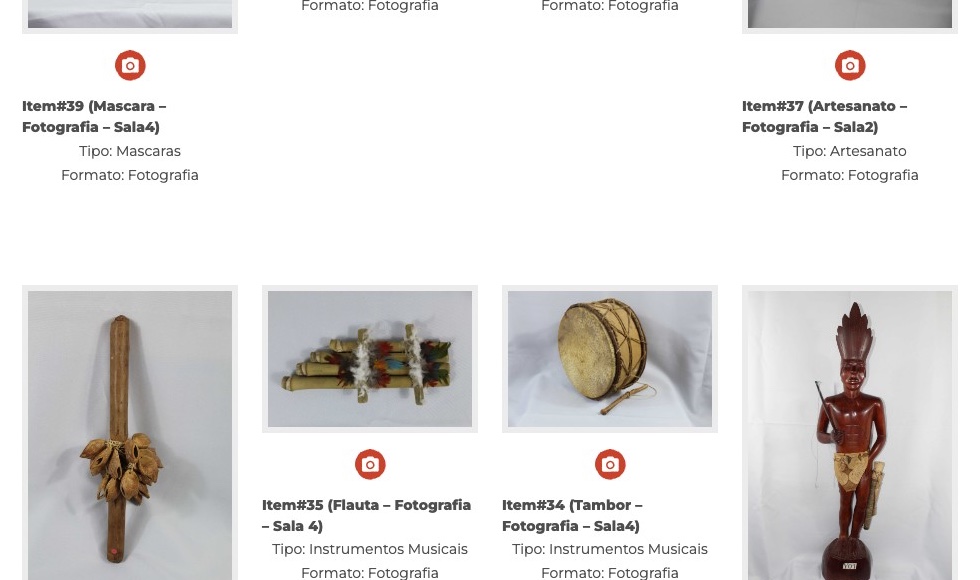 Formato: Fotografia
Formato: Fotografia
Item#39 (Mascara –
Fotografia – Sala4)
Tipo: Mascaras
Formato: Fotografia
Item#37 (Artesanato –
Fotografia – Sala2)
Tipo: Artesanato
Formato: Fotografia
Item#35 (Flauta – Fotografia
– Sala 4)
Tipo: Instrumentos Musicais
Formato: Fotografia
Item#34 (Tambor –
Fotografia – Sala4)
Tipo: Instrumentos Musicais
Formato: Fotografia